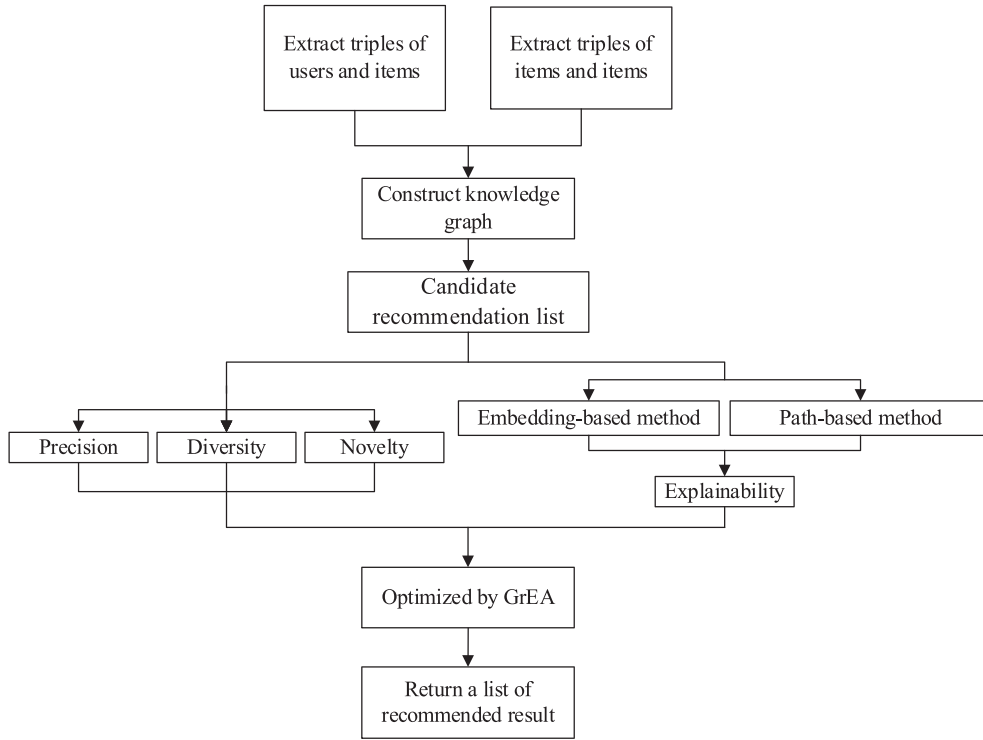 Extract triples of
users and items
Extract triples of
items and items
Construct knowledge
graph
Candidate
recommendation list
Embedding-based method
Path-based method
Precision
Diversity
Novelty
Explainability
Optimized by GrEA
Return a list of
recommended result